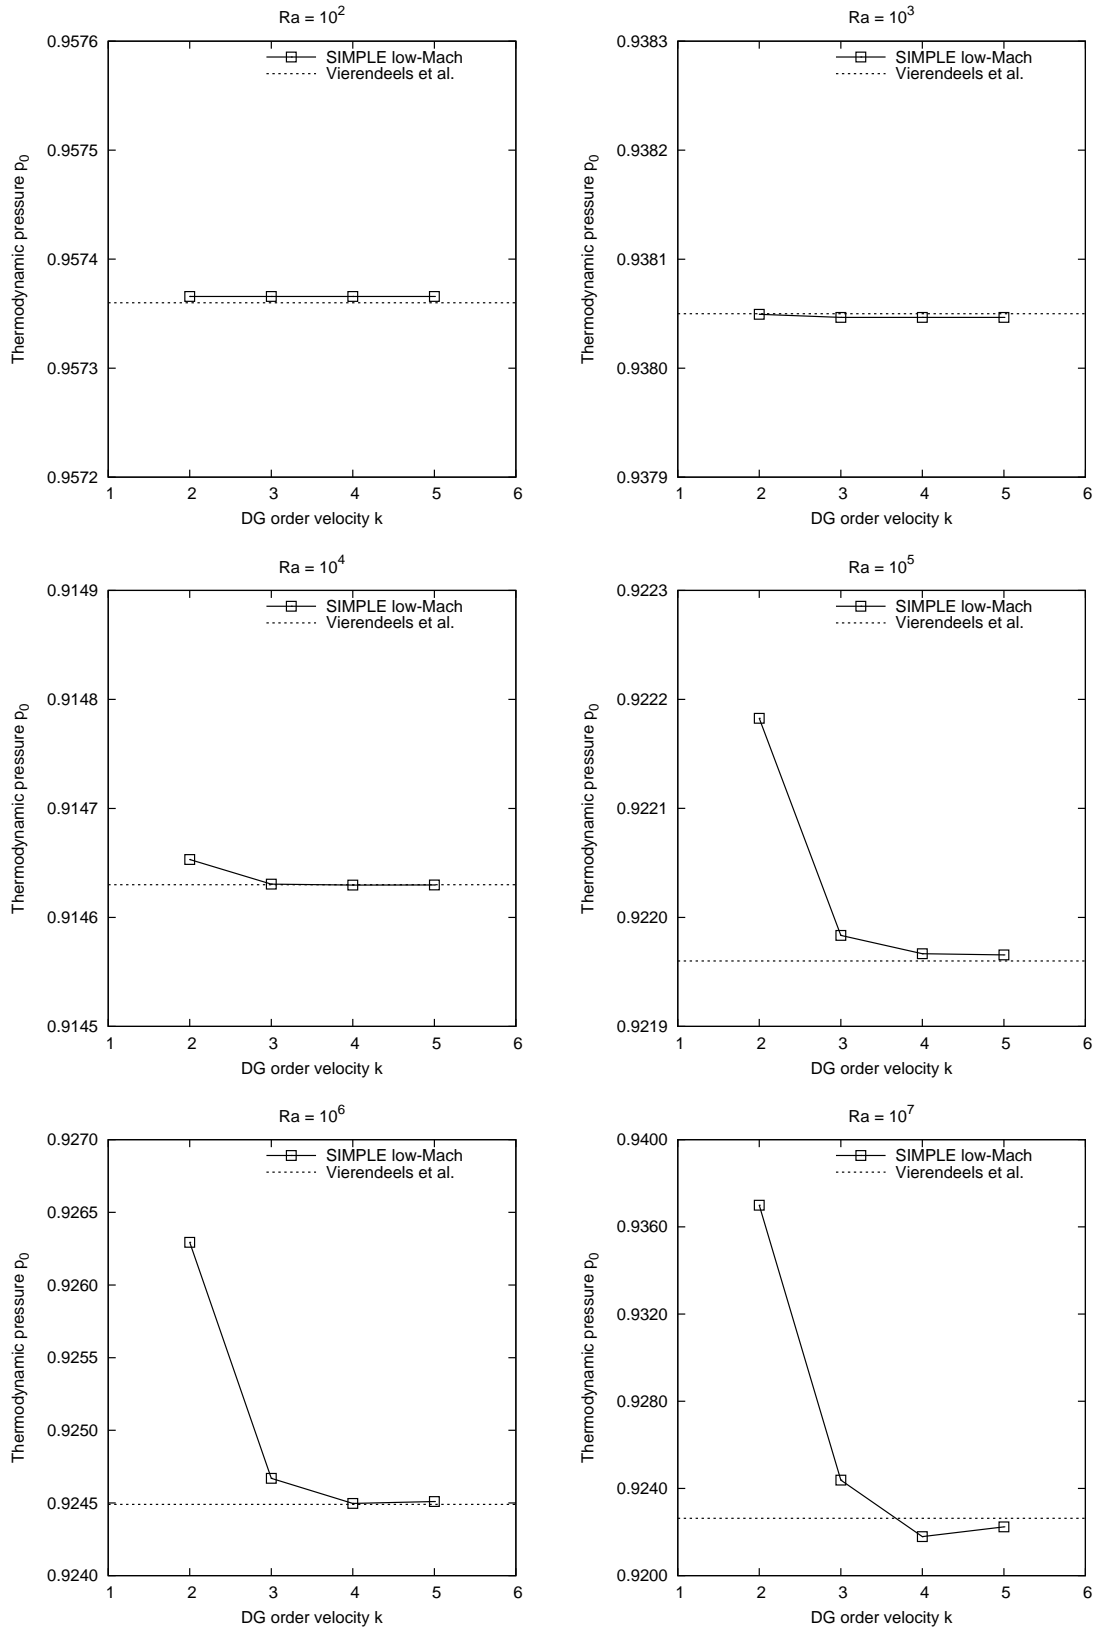 Ra = 10^2
0.9576
0.9575
0.9574
0.9573
0.9572
Thermodynamic pressure p_0
SIMPLE low-Mach
Vierendeels et al.
1 2 3 4 5 6
DG order velocity k
Ra = 10^3
0.9383
0.9382
0.9381
0.9380
0.9379
Thermodynamic pressure p_0
SIMPLE low-Mach
Vierendeels et al.
1 2 3 4 5 6
DG order velocity k
Ra = 10^4
0.9149
0.9148
0.9147
0.9146
0.9145
Thermodynamic pressure p_0
SIMPLE low-Mach
Vierendeels et al.
1 2 3 4 5 6
DG order velocity k
Ra = 10^5
0.9223
0.9222
0.9221
0.9220
0.9219
Thermodynamic pressure p_0
SIMPLE low-Mach
Vierendeels et al.
1 2 3 4 5 6
DG order velocity k
Ra = 10^6
0.9270
0.9265
0.9260
0.9255
0.9250
0.9245
0.9240
Thermodynamic pressure p_0
SIMPLE low-Mach
Vierendeels et al.
1 2 3 4 5 6
DG order velocity k
Ra = 10^7
0.9400
0.9360
0.9320
0.9280
0.9240
0.9200
Thermodynamic pressure p_0
SIMPLE low-Mach
Vierendeels et al.
1 2 3 4 5 6
DG order velocity k